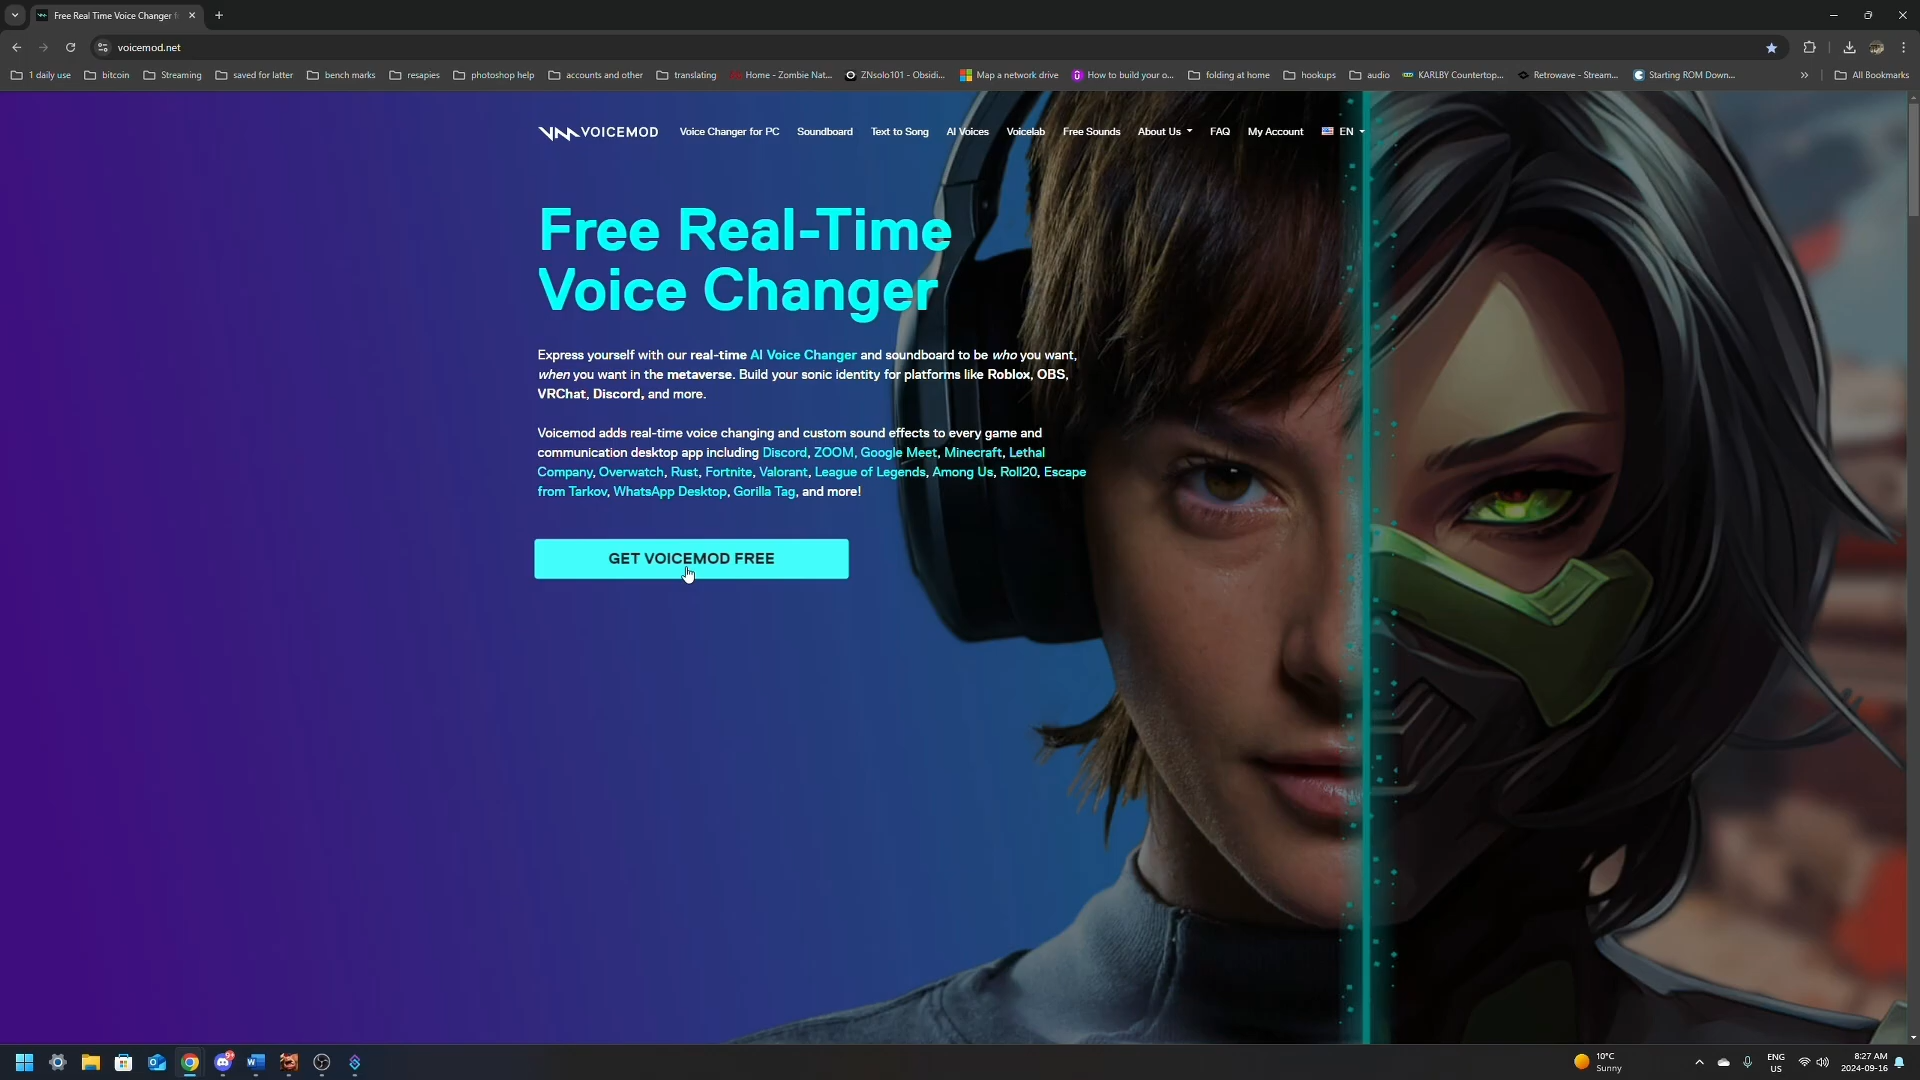 Free Real Time Voice Changer f
voicemod.net
1 daily use
bitcoin
Streaming
saved for latter
bench marks
resapies
photoshop help
accounts and other
translating
Home - Zombie Nat...
ZNsolo101 - Obsidi...
Map a network drive
How to build your o...
folding at home
hookups
audio
KARLBY Countertop...
Retrowave - Stream...
Starting ROM Down...
»
All Bookmarks
VOICEMOD
Voice Changer for PC
Soundboard
Text to Song
AI Voices
Voicelab
Free Sounds
About Us
FAQ
My Account
EN
Free Real-Time
Voice Changer
Express yourself with our real-time AI Voice Changer and soundboard to be who you want,
when you want in the metaverse. Build your sonic identity for platforms like Roblox, OBS,
VRChat, Discord, and more.
Voicemod adds real-time voice changing and custom sound effects to every game and
communication desktop app including Discord, ZOOM, Google Meet, Minecraft, Lethal
Company, Overwatch, Rust, Fortnite, Valorant, League of Legends, Among Us, Roll20, Escape
from Tarkov, WhatsApp Desktop, Gorilla Tag, and more!
GET VOICEMOD FREE
10°C
Sunny
ENG
US
8:27 AM
2024-09-16